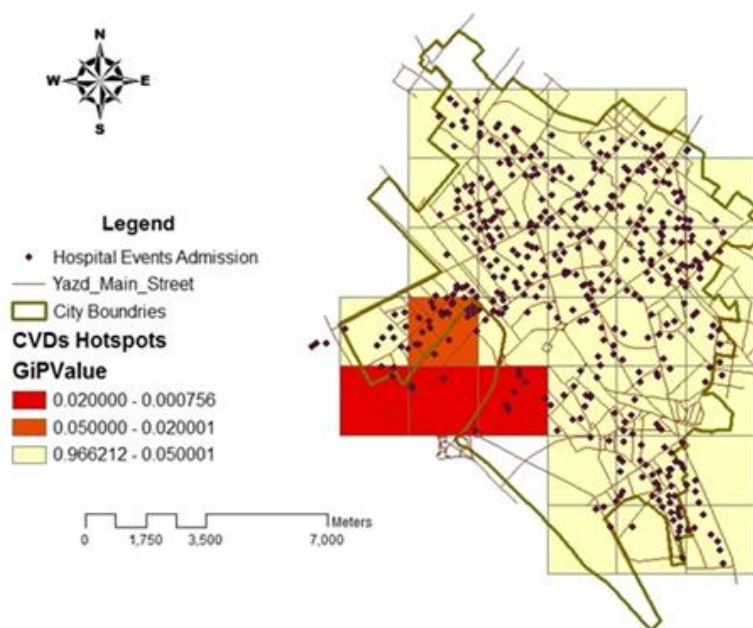 N
W E
S
Legend
Hospital Events Admission
Yazd_Main_Street
City Boundries
CVDs Hotspots
GiPValue
0.020000 - 0.000756
0.050000 - 0.020001
0.966212 - 0.050001
Meters
0 1,750 3,500 7,000